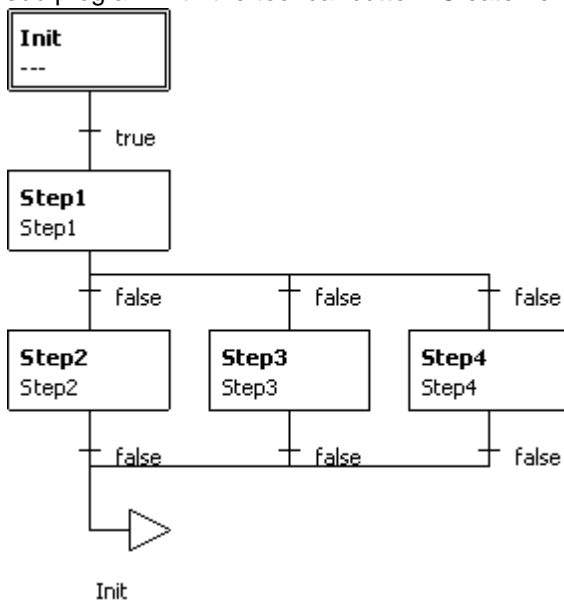 Init
---
true
Step1
Step1
false false false
Step2 Step3 Step4
Step2 Step3 Step4
false false false
Init